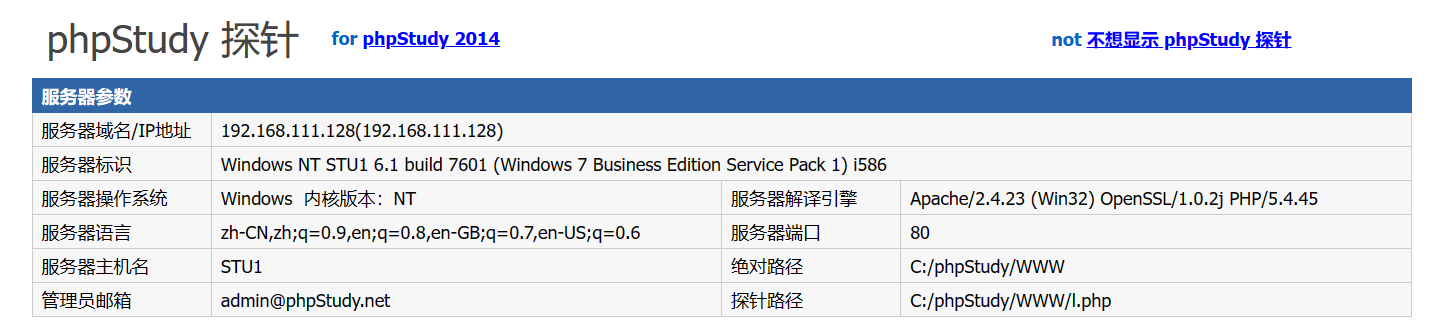 phpStudy 探针 for phpStudy 2014 not 不想显示 phpStudy 探针
服务器参数
服务器域名/IP地址 192.168.111.128(192.168.111.128)
服务器标识 Windows NT STU1 6.1 build 7601 (Windows 7 Business Edition Service Pack 1) i586
服务器操作系统 Windows 内核版本：NT 服务器解译引擎 Apache/2.4.23 (Win32) OpenSSL/1.0.2j PHP/5.4.45
服务器语言 zh-CN,zh;q=0.9,en;q=0.8,en-GB;q=0.7,en-US;q=0.6 服务器端口 80
服务器主机名 STU1 绝对路径 C:/phpStudy/WWW
管理员邮箱 admin@phpStudy.net 探针路径 C:/phpStudy/WWW/l.php